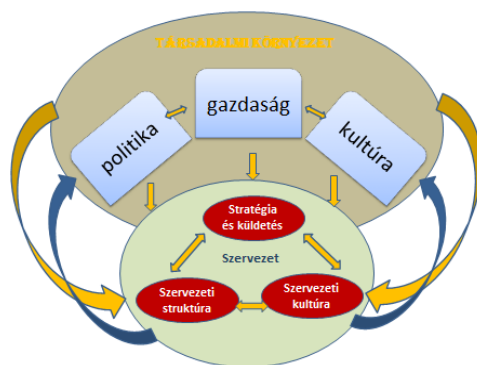 TÁRSADALMI KÖRNYEZET
gazdaság
politika
kultúra
Stratégia
és küldetés
Szervezet
Szervezeti
struktúra
Szervezeti
kultúra